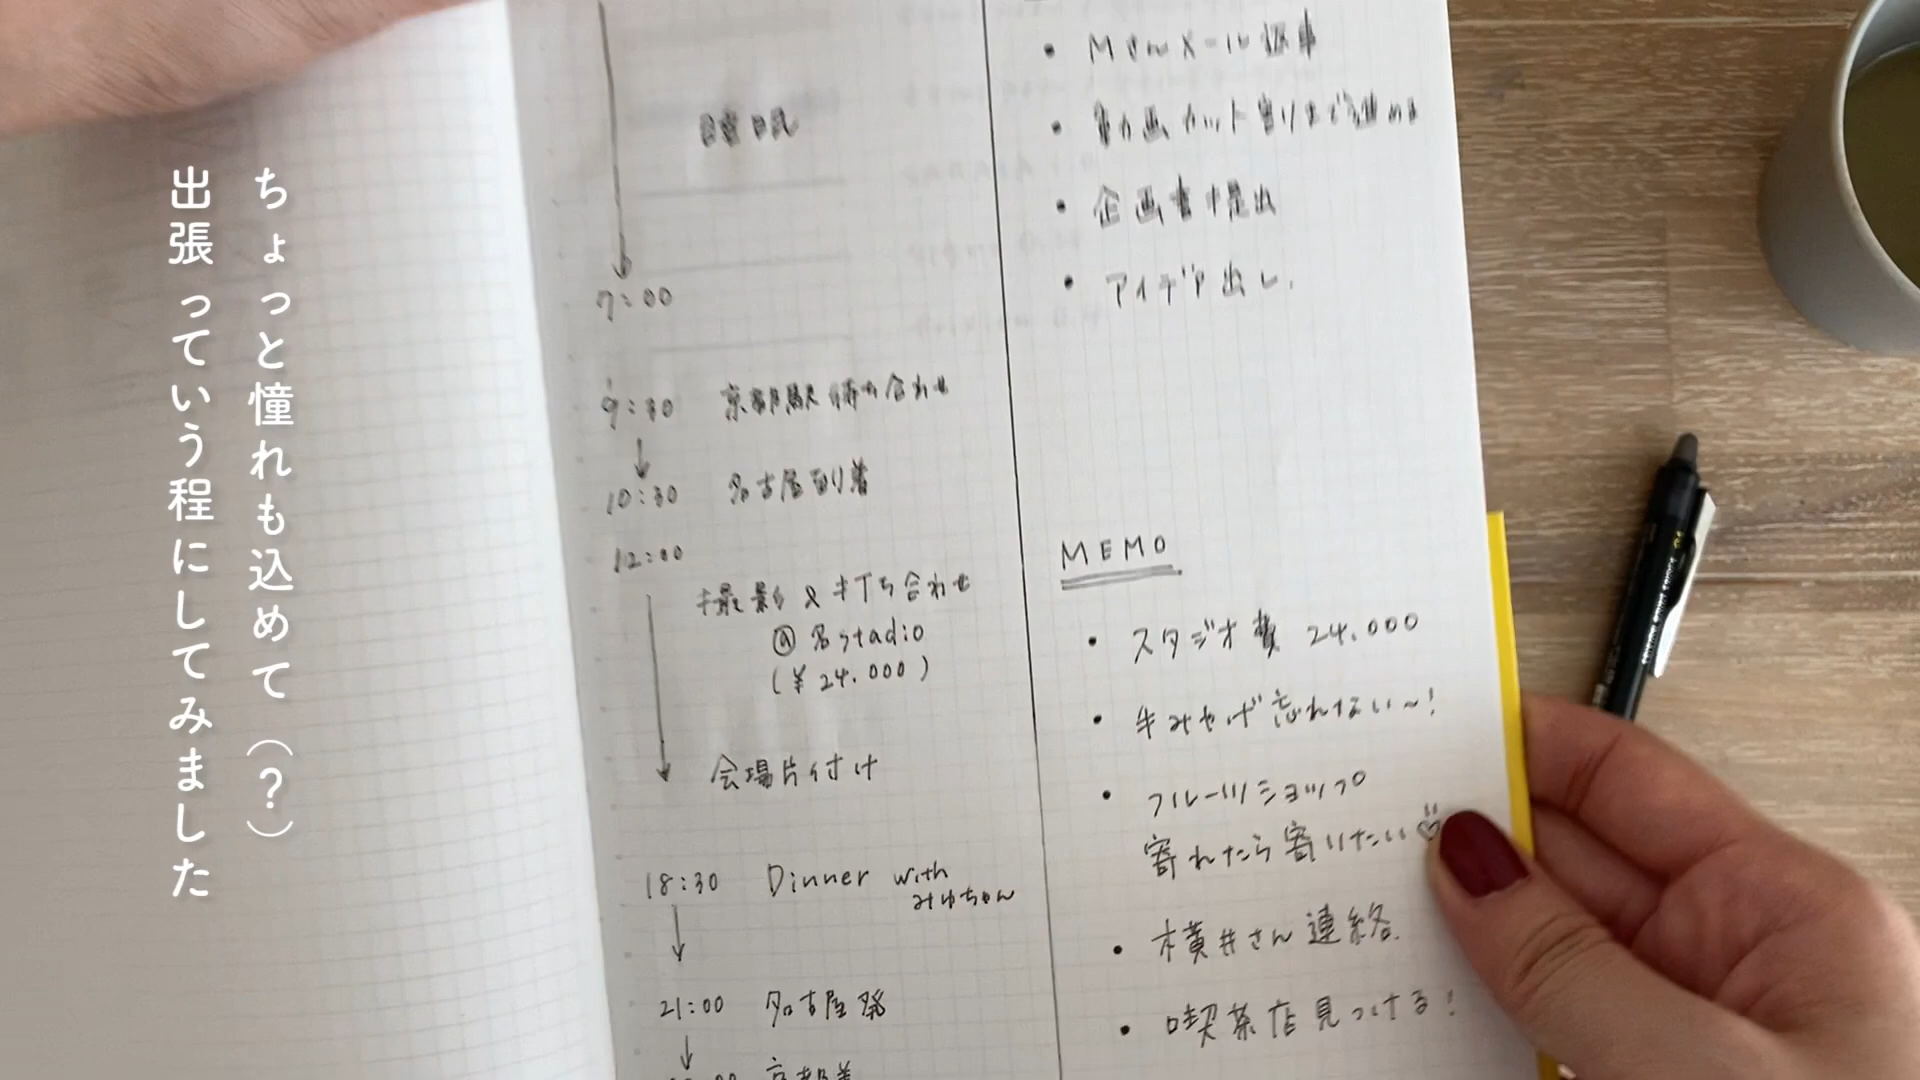 ちょっと憧れも込めて（？）
出張っていう程にしてみました
睡眠
7:00
9:30 京都駅待ち合わせ
10:30 名古屋到着
12:00
撮影&打ち合わせ
@名stadio
(¥24.000)
会場片付け
18:30 Dinner with
みゆちゃん
21:00 名古屋発
京都着
• Mさんメール返事
• 動画カット割りまで進める
• 企画書提出
• アイデア出し.
MEMO
• スタジオ費 24.000
• 手みやげ忘れない〜!
• フルーツショップ
寄れたら寄りたい
• 横井さん連絡.
• 喫茶店見つける!